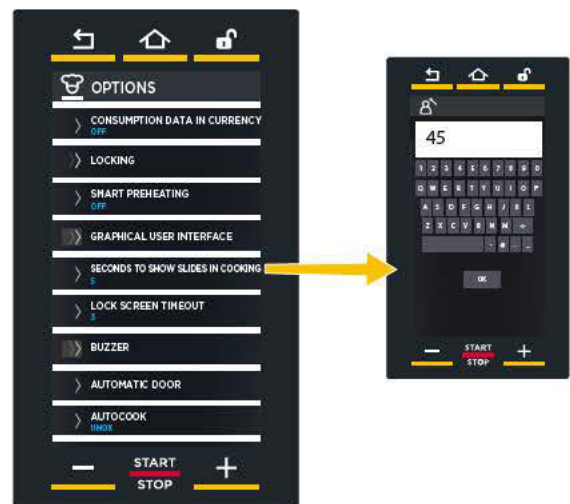 OPTIONS
CONSUMPTION DATA IN CURRENCY
OFF
LOCKING
SMART PREHEATING
OFF
GRAPHICAL USER INTERFACE
SECONDS TO SHOW SLIDES IN COOKING
5
LOCK SCREEN TIMEOUT
3
BUZZER
AUTOMATIC DOOR
AUTOCOOK
UNOX
START
STOP
45
1 2 3 4 5 6 7 8 9 0
Q W E R T Y U I O P
A S D F G H J K L
Z X C V B N M
- @ . _
OK
START
STOP